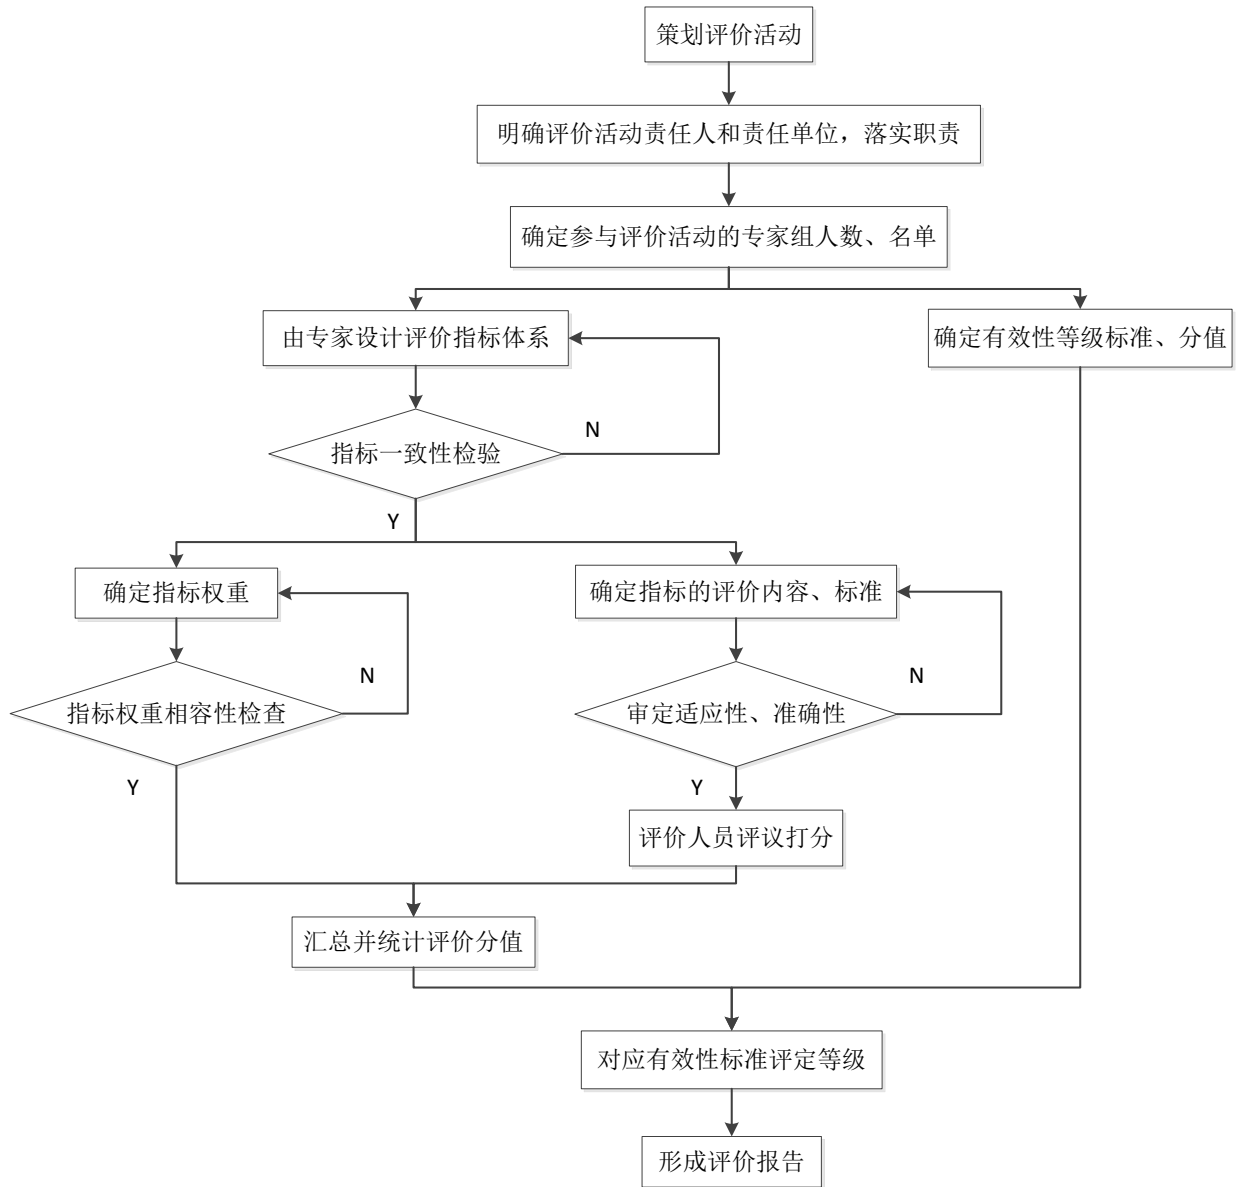 策划评价活动
明确评价活动责任人和责任单位，落实职责
确定参与评价活动的专家组人数、名单
由专家设计评价指标体系
确定有效性等级标准、分值
指标一致性检验
N
Y
确定指标权重
确定指标的评价内容、标准
指标权重相容性检查
N
审定适应性、准确性
N
Y
Y
评价人员评议打分
汇总并统计评价分值
对应有效性标准评定等级
形成评价报告